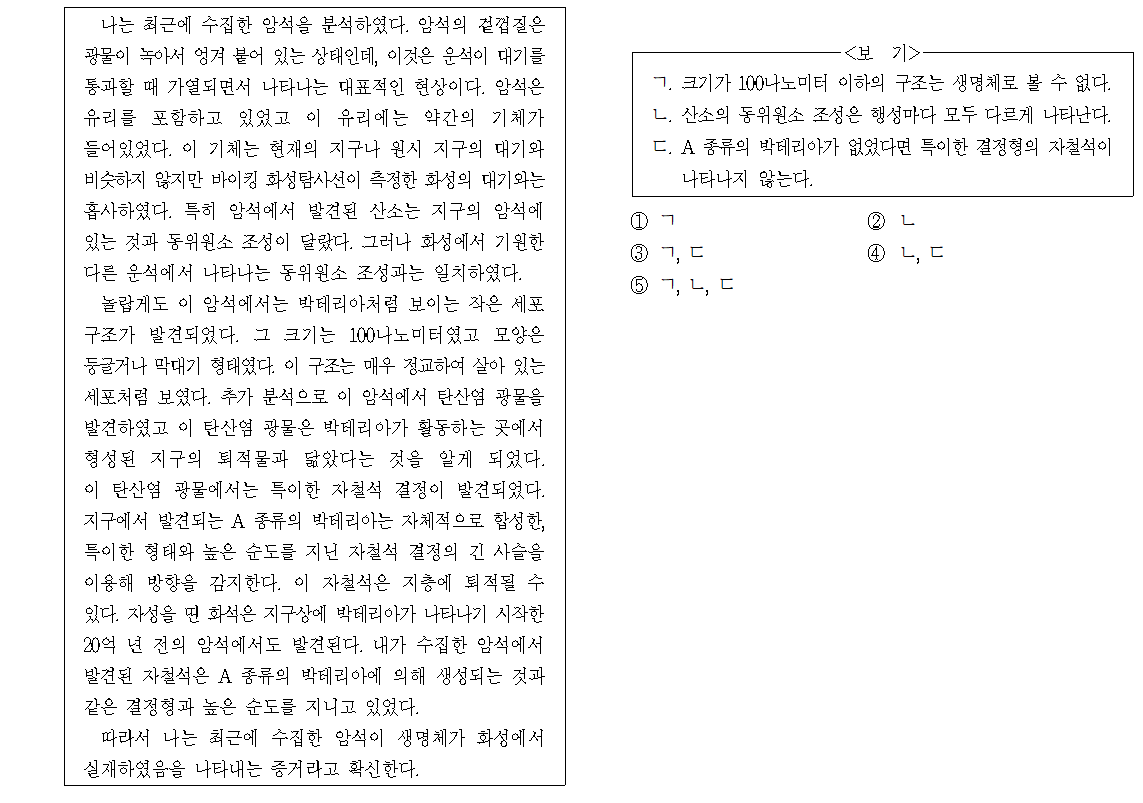 나는 최근에 수집한 암석을 분석하였다. 암석의 겉껍질은
광물이 녹아서 엉겨 붙어 있는 상태인데, 이것은 운석이 대기를
통과할 때 가열되면서 나타나는 대표적인 현상이다. 암석은
유리를 포함하고 있었고 이 유리에는 약간의 기체가
들어있었다. 이 기체는 현재의 지구나 원시 지구의 대기와
비슷하지 않지만 바이킹 화성탐사선이 측정한 화성의 대기와는
흡사하였다. 특히 암석에서 발견된 산소는 지구의 암석에
있는 것과 동위원소 조성이 달랐다. 그러나 화성에서 기원한
다른 운석에서 나타나는 동위원소 조성과는 일치하였다.
놀랍게도 이 암석에서는 박테리아처럼 보이는 작은 세포
구조가 발견되었다. 그 크기는 100나노미터였고 모양은
둥글거나 막대기 형태였다. 이 구조는 매우 정교하여 살아 있는
세포처럼 보였다. 추가 분석으로 이 암석에서 탄산염 광물을
발견하였고 이 탄산염 광물은 박테리아가 활동하는 곳에서
형성된 지구의 퇴적물과 닮았다는 것을 알게 되었다.
이 탄산염 광물에서는 특이한 자철석 결정이 발견되었다.
지구에서 발견되는 A 종류의 박테리아는 자체적으로 합성한,
특이한 형태와 높은 순도를 지닌 자철석 결정의 긴 사슬을
이용해 방향을 감지한다. 이 자철석은 지층에 퇴적될 수
있다. 자성을 띤 화석은 지구상에 박테리아가 나타나기 시작한
20억 년 전의 암석에서도 발견된다. 내가 수집한 암석에서
발견된 자철석은 A 종류의 박테리아에 의해 생성되는 것과
같은 결정형과 높은 순도를 지니고 있었다.
따라서 나는 최근에 수집한 암석이 생명체가 화성에서
실재하였음을 나타내는 증거라고 확신한다.
<보 기>
ㄱ. 크기가 100나노미터 이하의 구조는 생명체로 볼 수 없다.
ㄴ. 산소의 동위원소 조성은 행성마다 모두 다르게 나타난다.
ㄷ. A 종류의 박테리아가 없었다면 특이한 결정형의 자철석이
나타나지 않는다.
① ㄱ ② ㄴ
③ ㄱ, ㄷ ④ ㄴ, ㄷ
⑤ ㄱ, ㄴ, ㄷ